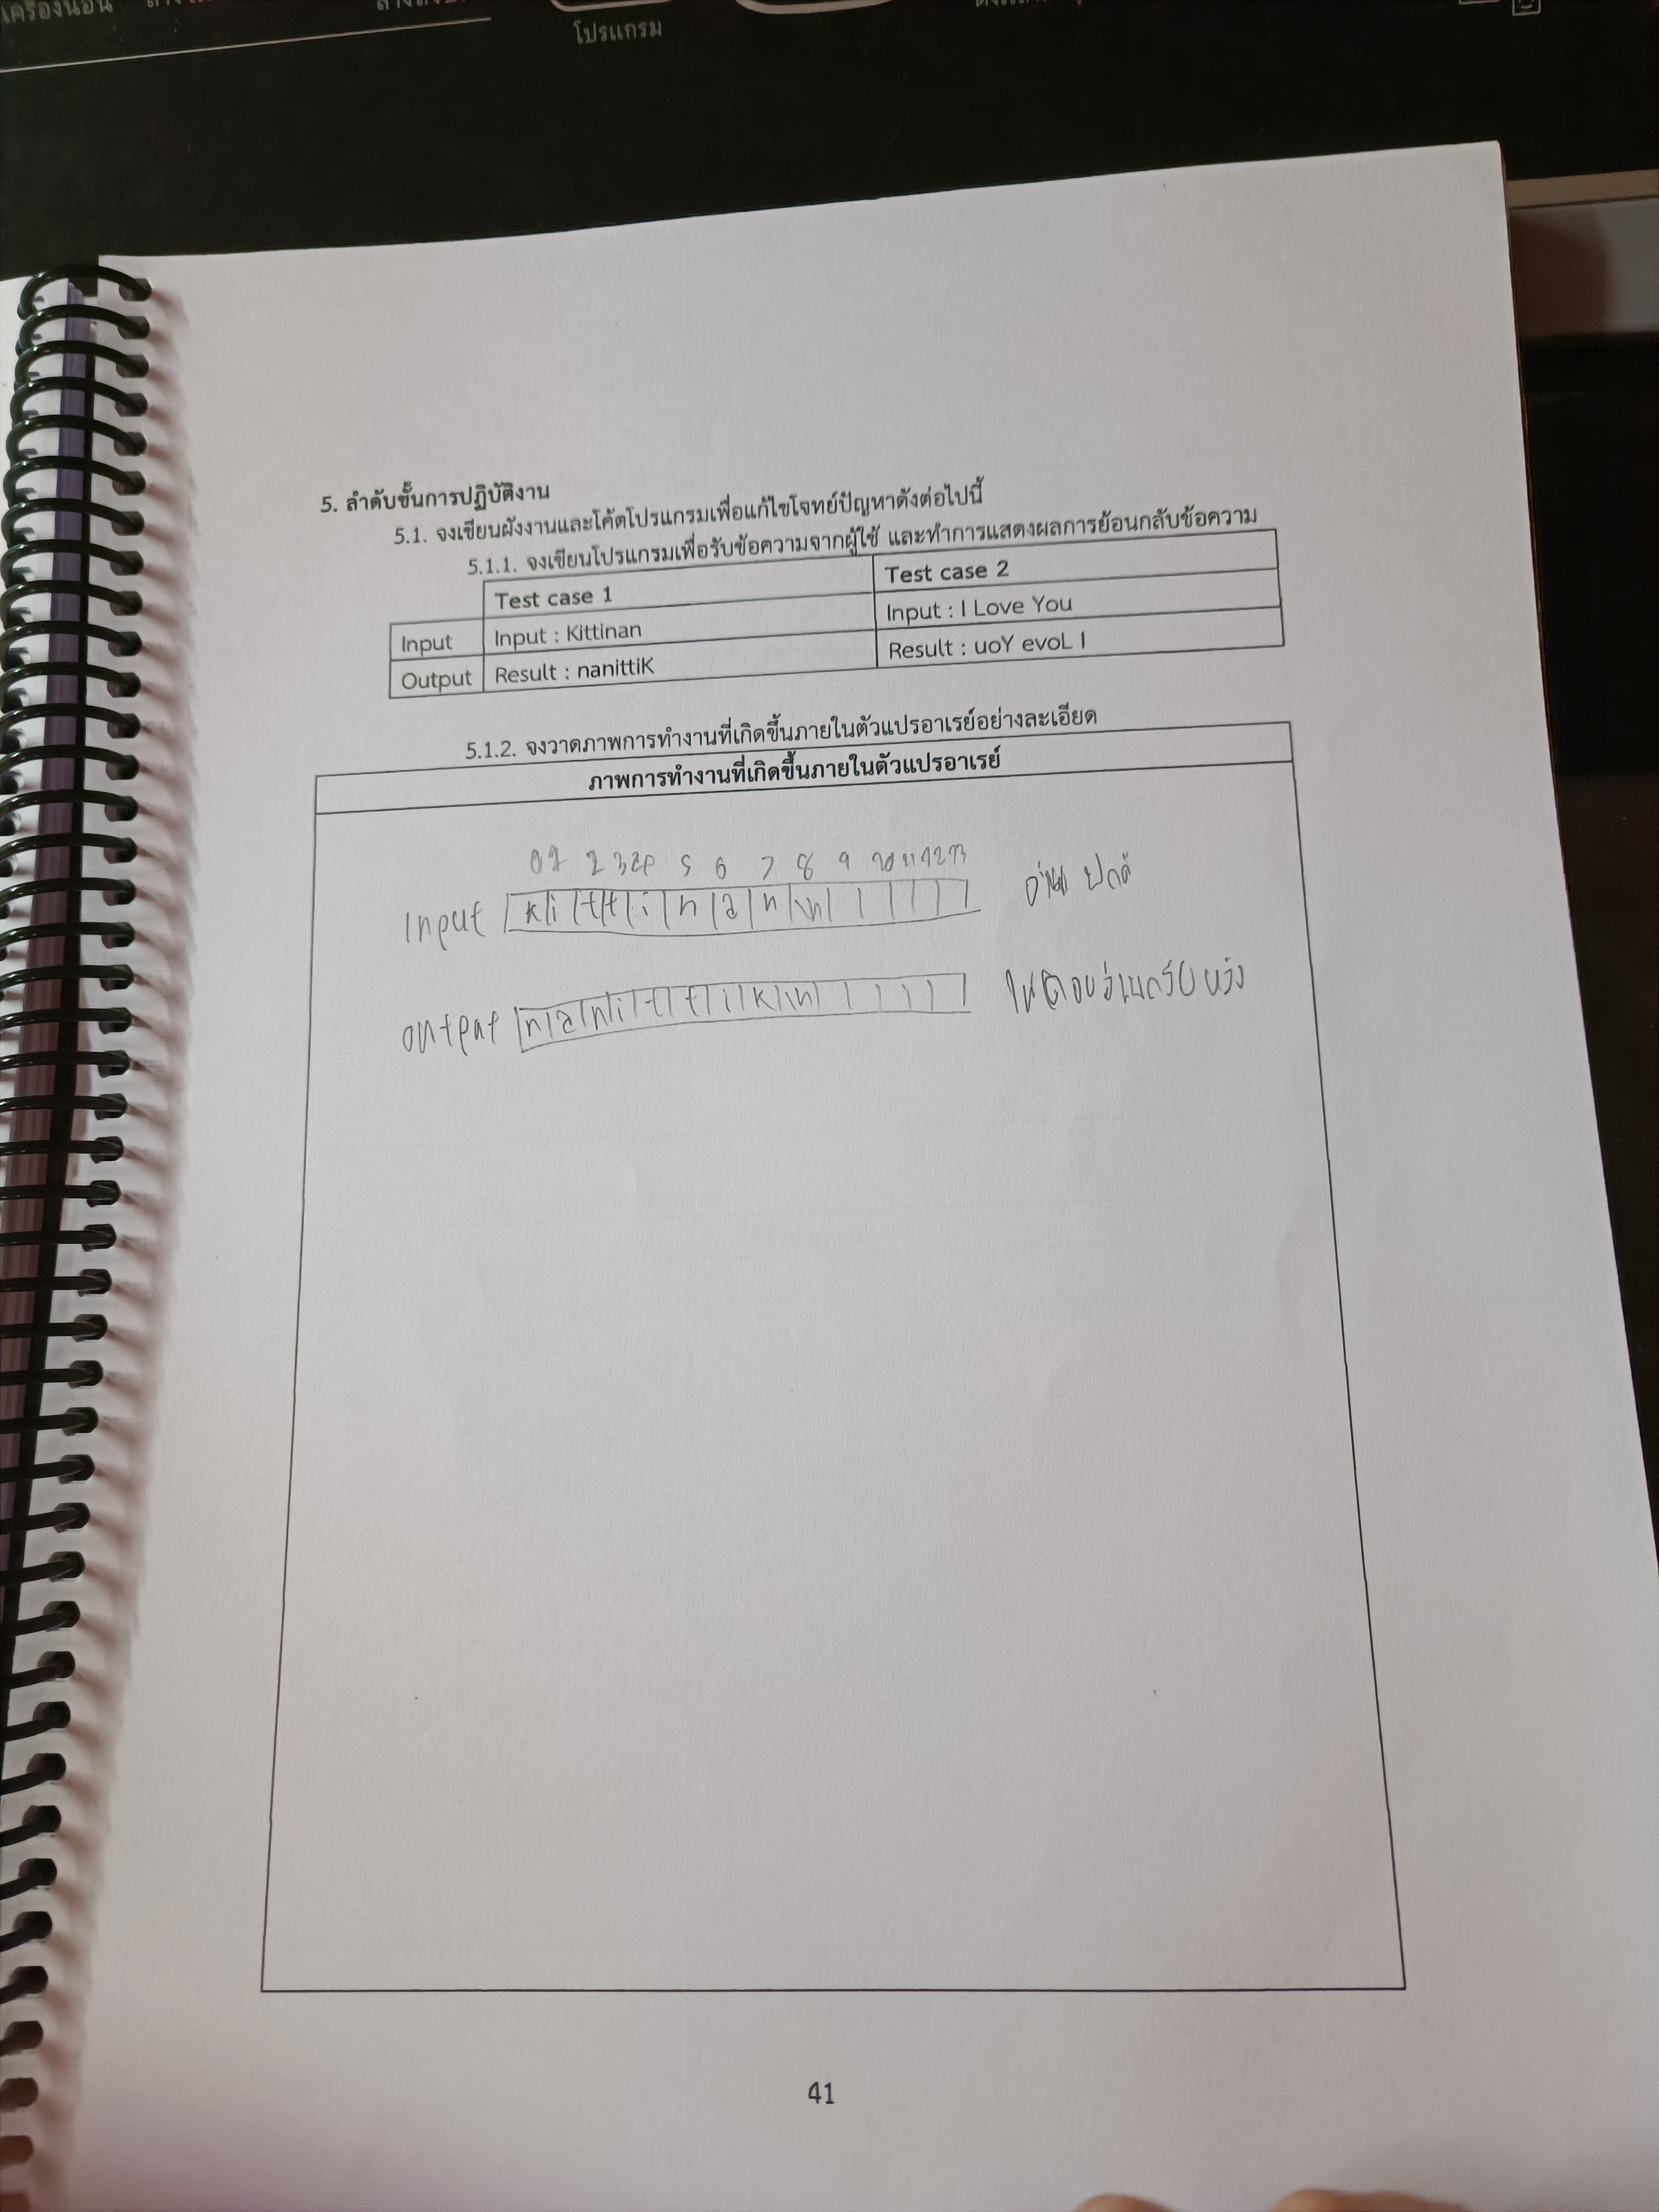 เครื่องนอน
โปรแกรม
5. ลำดับขั้นการปฏิบัติงาน
5.1. จงเขียนผังงานและโค้ดโปรแกรมเพื่อแก้ไขโจทย์ปัญหาดังต่อไปนี้
5.1.1. จงเขียนโปรแกรมเพื่อรับข้อความจากผู้ใช้ และทำการแสดงผลการย้อนกลับข้อความ
Test case 1 Test case 2
Input Input : Kittinan Input : I Love You
Output Result : nanittiK Result : uoY evoL I
5.1.2. จงวาดภาพการทำงานที่เกิดขึ้นภายในตัวแปรอาเรย์อย่างละเอียด
ภาพการทำงานที่เกิดขึ้นภายในตัวแปรอาเรย์
0 1 2 3 4 5 6 7 8 9 10 11 12 13
Input k i t t i n a n \n อ่าน ปกติ
output n a n i t t i k \n
41